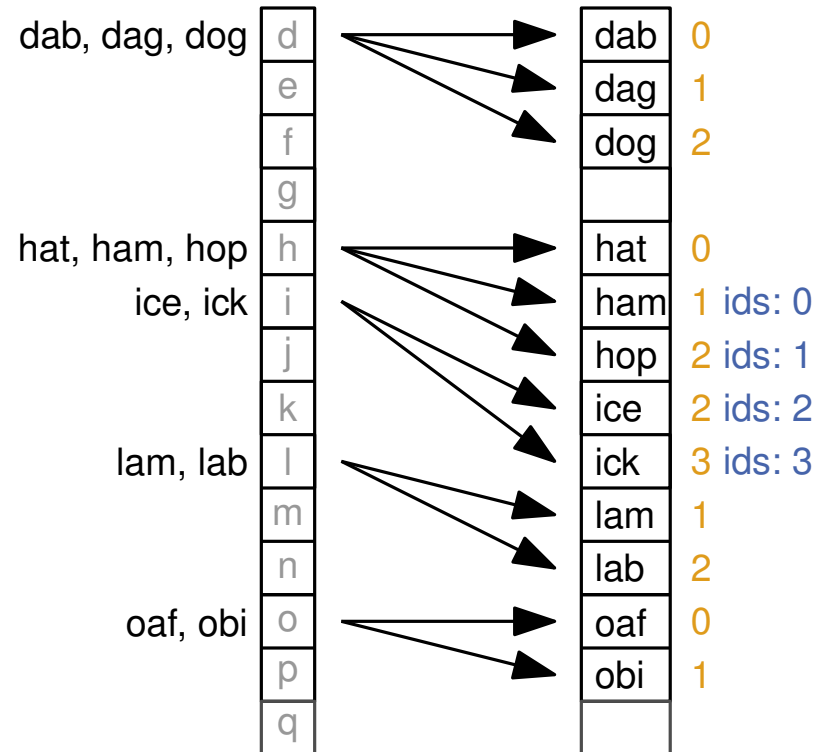 dab, dag, dog d dab 0
e dag 1
f dog 2
g
hat, ham, hop h hat 0
ice, ick i ham 1 ids: 0
j hop 2 ids: 1
k ice 2 ids: 2
lam, lab l ick 3 ids: 3
m lam 1
n lab 2
oaf, obi o oaf 0
p obi 1
q